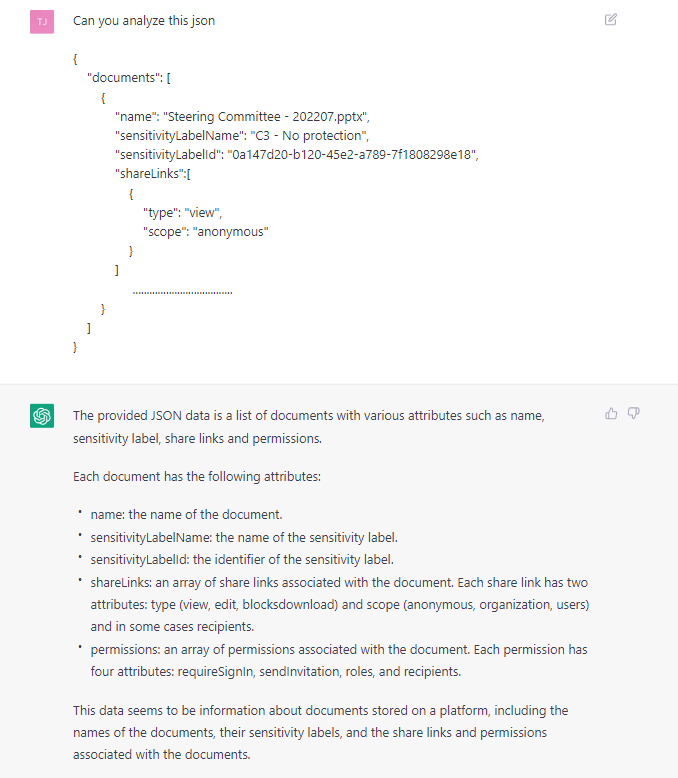 TJ
Can you analyze this json
{
"documents": [
{
"name": "Steering Committee - 202207.pptx",
"sensitivityLabelName": "C3 - No protection",
"sensitivityLabelId": "0a147d20-b120-45e2-a789-7f1808298e18",
"shareLinks":[
{
"type": "view",
"scope": "anonymous"
}
]
...................................
}
]
}
The provided JSON data is a list of documents with various attributes such as name,
sensitivity label, share links and permissions.
Each document has the following attributes:
• name: the name of the document.
• sensitivityLabelName: the name of the sensitivity label.
• sensitivityLabelId: the identifier of the sensitivity label.
• shareLinks: an array of share links associated with the document. Each share link has two
attributes: type (view, edit, blocksdownload) and scope (anonymous, organization, users)
and in some cases recipients.
• permissions: an array of permissions associated with the document. Each permission has
four attributes: requireSignIn, sendInvitation, roles, and recipients.
This data seems to be information about documents stored on a platform, including the
names of the documents, their sensitivity labels, and the share links and permissions
associated with the documents.